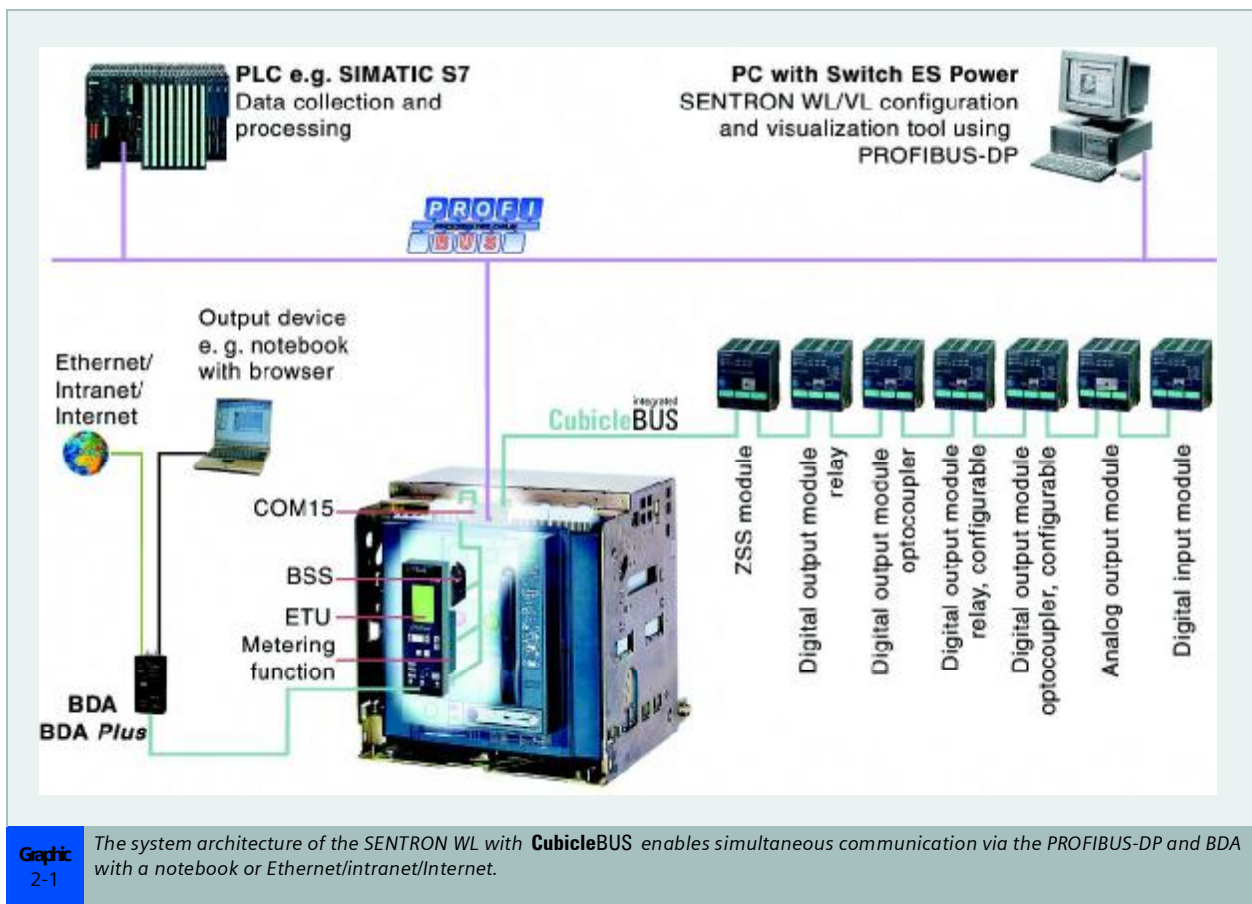 PLC e.g. SIMATIC S7
Data collection and
processing
PC with Switch ES Power
SENTRON WL/VL configuration
and visualization tool using
PROFIBUS-DP
PROFI
BUS
Output device
e. g. notebook
with browser
Ethernet/
Intranet/
Internet
integrated
CubicleBUS
COM15
BSS
ETU
Metering
function
BDA
BDA Plus
ZSS module
Digital output module
relay
Digital output module
optocoupler
Digital output module
relay, configurable
Digital output module
optocoupler, configurable
Analog output module
Digital input module
Graphic
2-1
The system architecture of the SENTRON WL with CubicleBUS enables simultaneous communication via the PROFIBUS-DP and BDA
with a notebook or Ethernet/intranet/Internet.